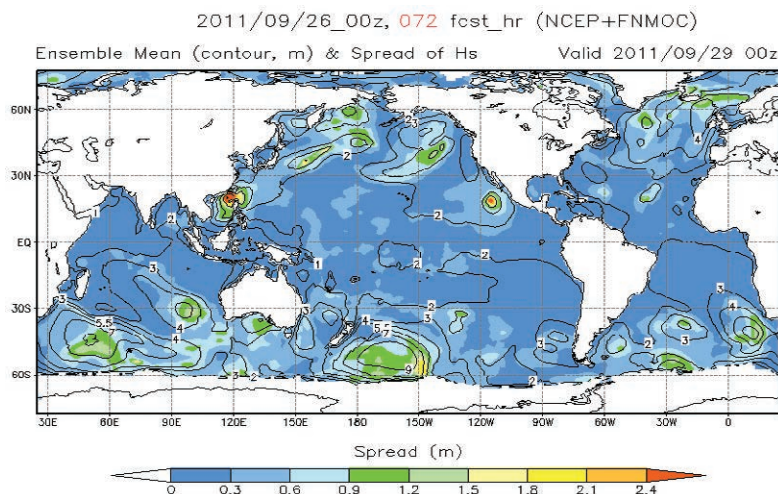 2011/09/26_00z, 072 fcst_hr (NCEP+FNMOC)
Ensemble Mean (contour, m) & Spread of Hs Valid 2011/09/29 00z
60N
30N
EQ
30S
60S
30E 60E 90E 120E 150E 180 150W 120W 90W 60W 30W 0
Spread (m)
0 0.3 0.6 0.9 1.2 1.5 1.8 2.1 2.4